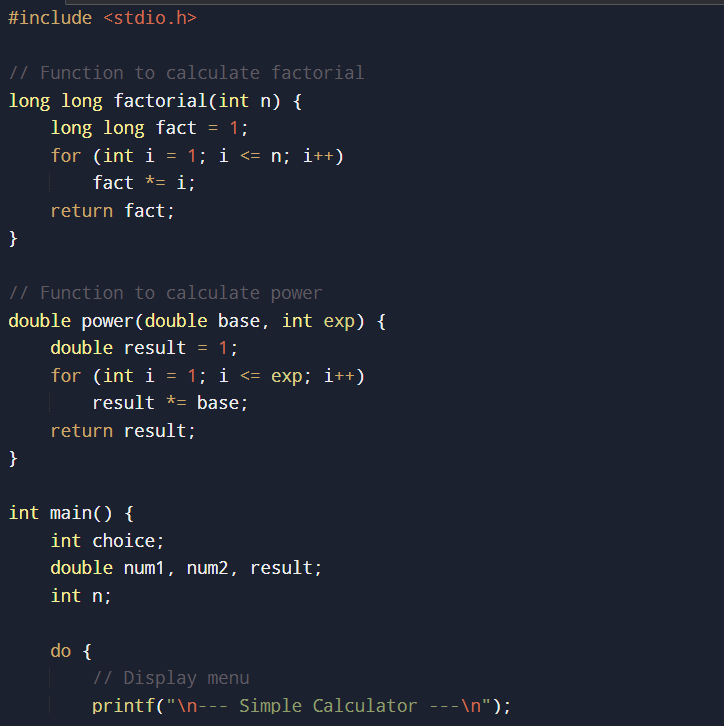 #include <stdio.h>

// Function to calculate factorial
long long factorial(int n) {
    long long fact = 1;
    for (int i = 1; i <= n; i++)
        fact *= i;
    return fact;
}

// Function to calculate power
double power(double base, int exp) {
    double result = 1;
    for (int i = 1; i <= exp; i++)
        result *= base;
    return result;
}

int main() {
    int choice;
    double num1, num2, result;
    int n;

    do {
        // Display menu
        printf("\n--- Simple Calculator ---\n");